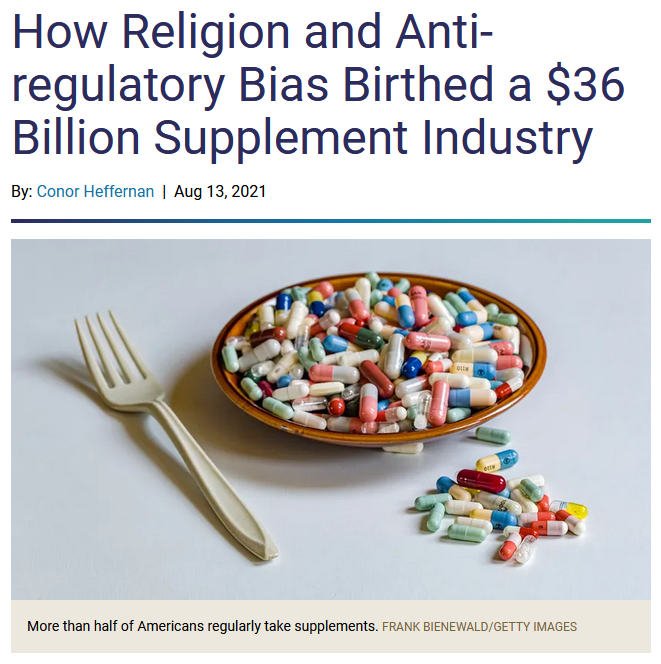 How Religion and Anti-
regulatory Bias Birthed a $36
Billion Supplement Industry
By: Conor Heffernan | Aug 13, 2021
More than half of Americans regularly take supplements. FRANK BIENEWALD/GETTY IMAGES